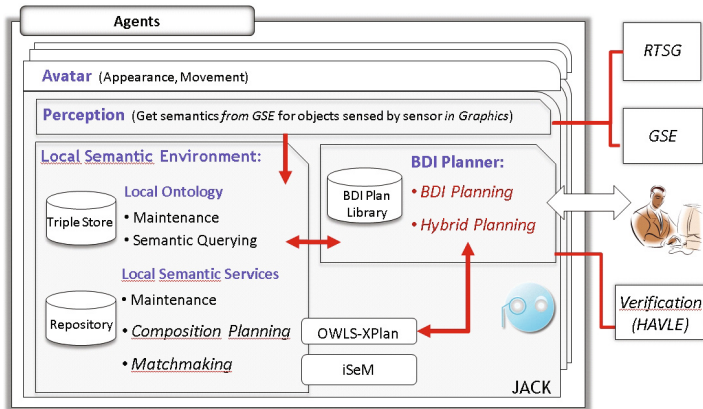 Agents
Avatar (Appearance, Movement)
Perception (Get semantics from GSE for objects sensed by sensor in Graphics)
Local Semantic Environment:
Local Ontology
Triple Store
• Maintenance
• Semantic Querying
Local Semantic Services
Repository
• Maintenance
• Composition Planning
• Matchmaking
OWLS-XPlan
iSeM
BDI Planner:
BDI Plan
Library
• BDI Planning
• Hybrid Planning
JACK
RTSG
GSE
Verification
(HAVLE)